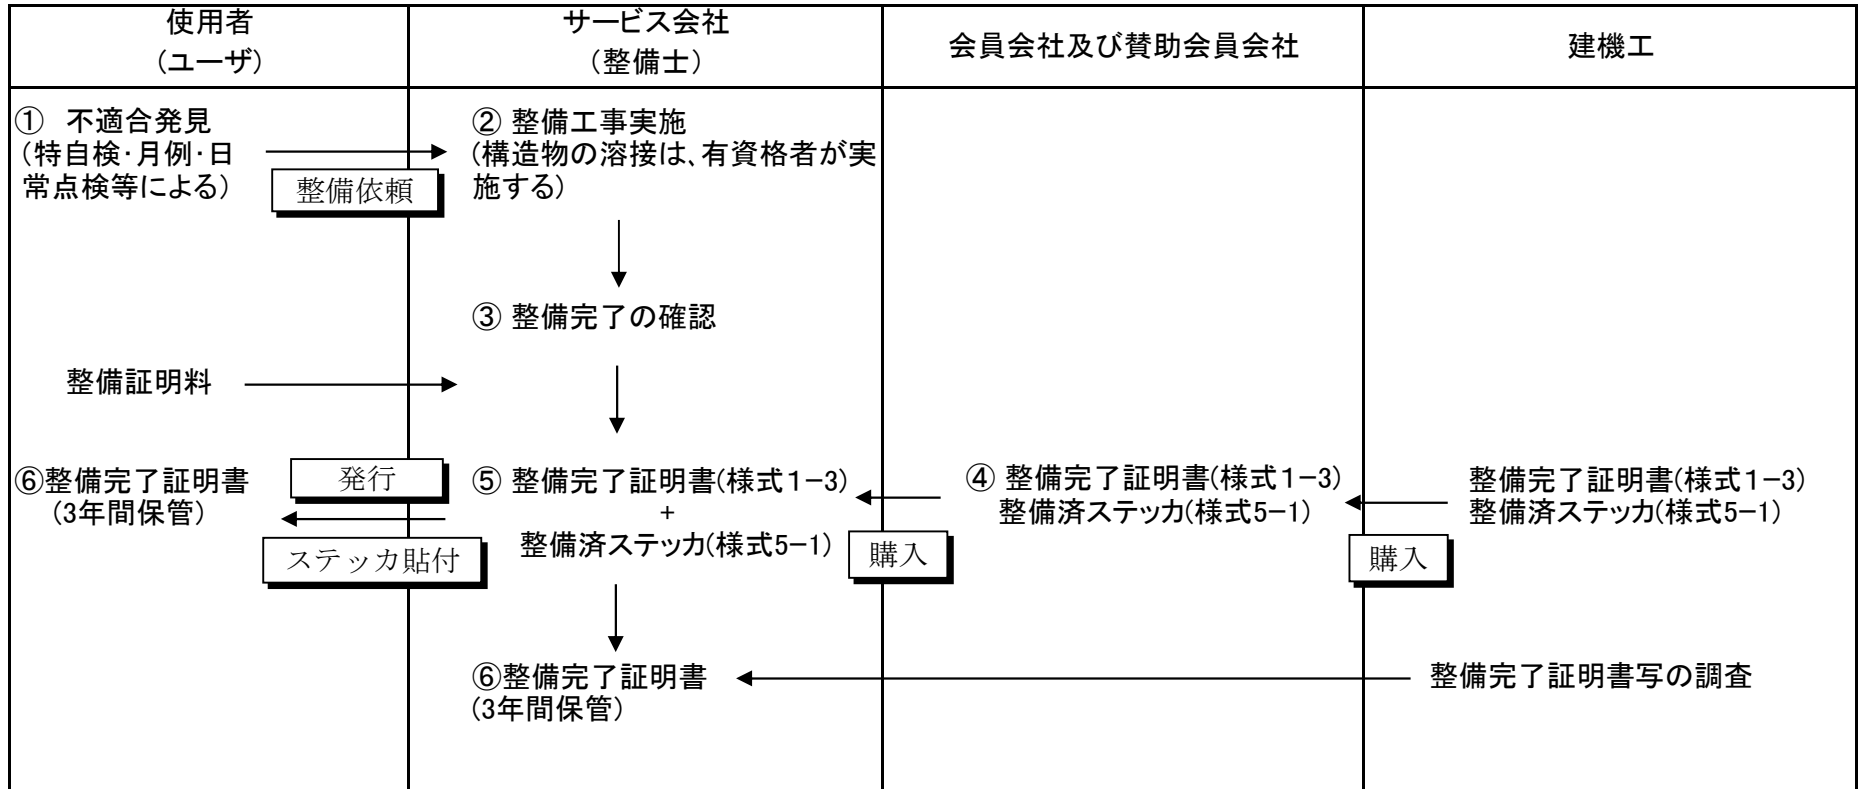 使用者
（ユーザ）
サービス会社
（整備士）
会員会社及び賛助会員会社
建機工
① 不適合発見
（特自検・月例・日
常点検等による）
整備依頼
② 整備工事実施
(構造物の溶接は、有資格者が実
施する）
③ 整備完了の確認
整備証明料
⑥整備完了証明書
（3年間保管）
発行
ステッカ貼付
⑤ 整備完了証明書(様式１−3)
+
整備済ステッカ(様式5−1)
購入
④ 整備完了証明書(様式１−3)
整備済ステッカ(様式5−1)
購入
整備完了証明書(様式１−3)
整備済ステッカ(様式5−1)
⑥整備完了証明書
(3年間保管）
整備完了証明書写の調査